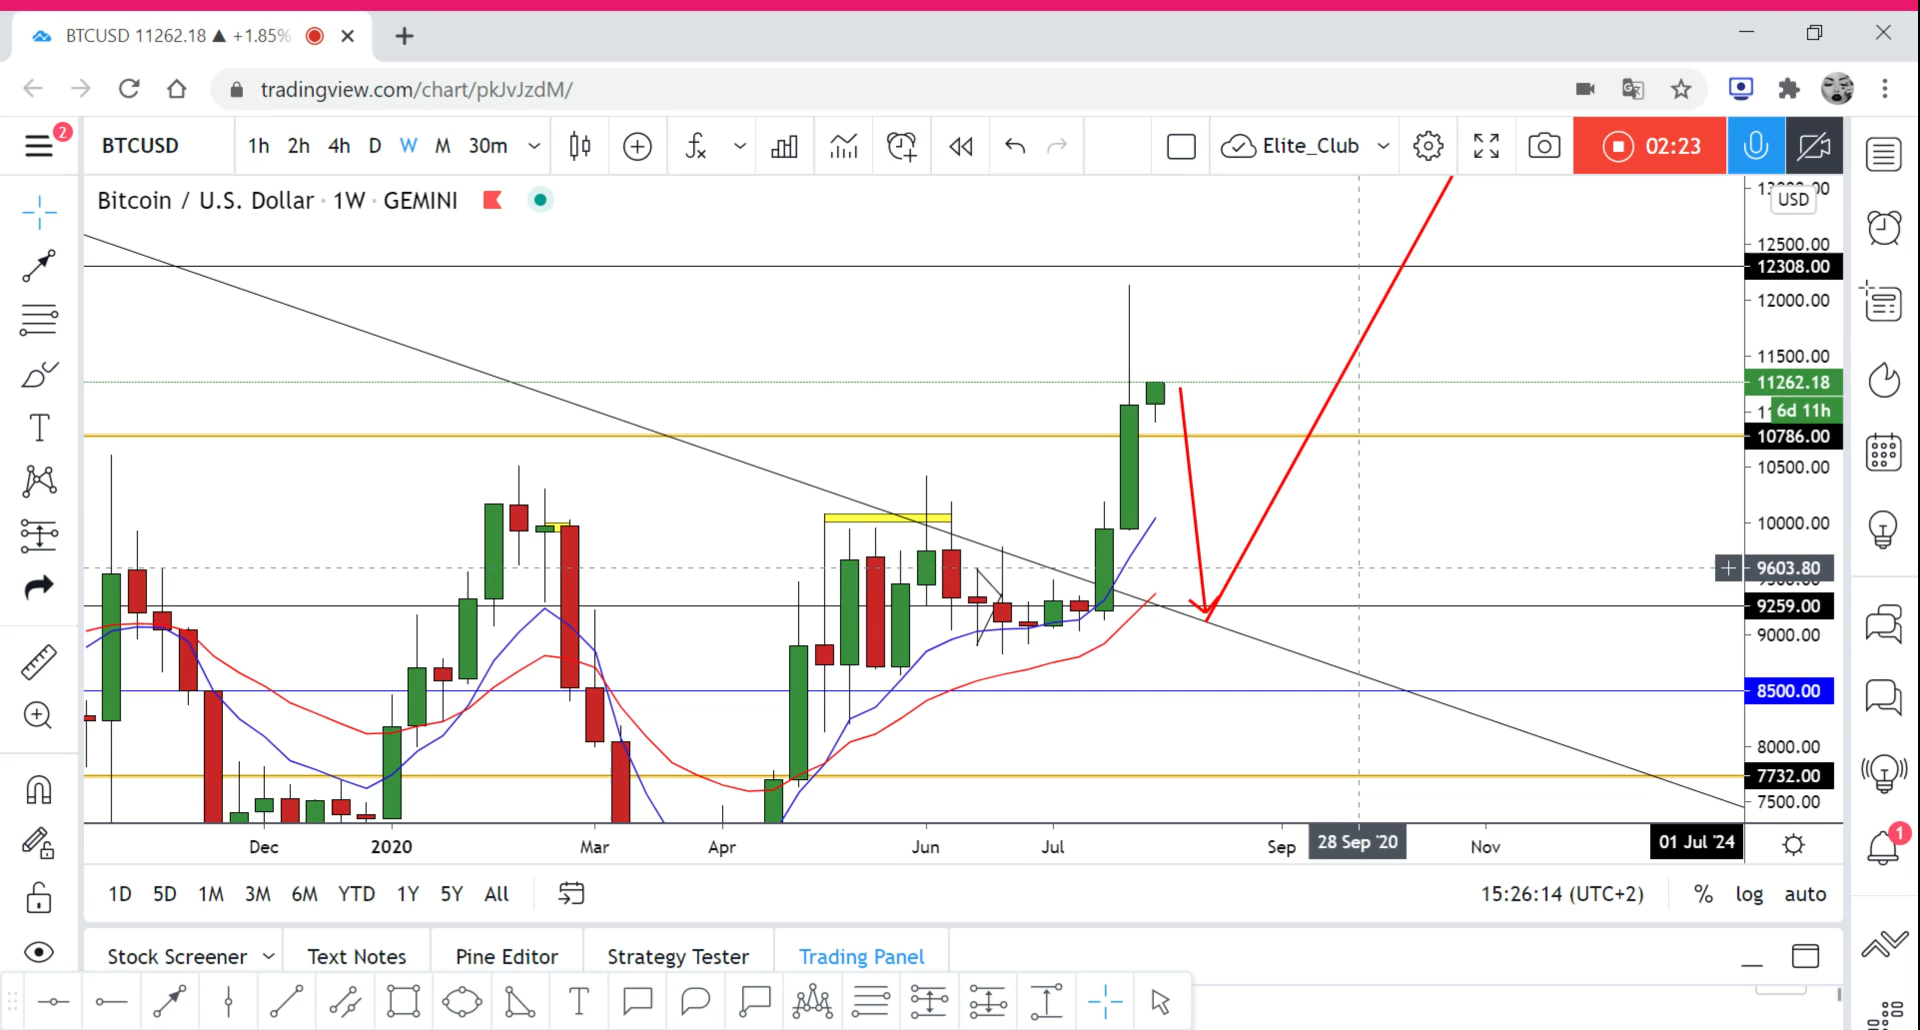 BTCUSD 11262.18 ▲ +1.85%
tradingview.com/chart/pkJvJzdM/
2
BTCUSD 1h 2h 4h D W M 30m Elite_Club 02:23
Bitcoin / U.S. Dollar · 1W · GEMINI
USD
12500.00
12308.00
12000.00
11500.00
11262.18
6d 11h
10786.00
10500.00
10000.00
9603.80
9259.00
9000.00
8500.00
8000.00
7732.00
7500.00
Dec 2020 Mar Apr Jun Jul Sep 28 Sep '20 Nov 01 Jul '24
1
1D 5D 1M 3M 6M YTD 1Y 5Y All 15:26:14 (UTC+2) % log auto
Stock Screener Text Notes Pine Editor Strategy Tester Trading Panel